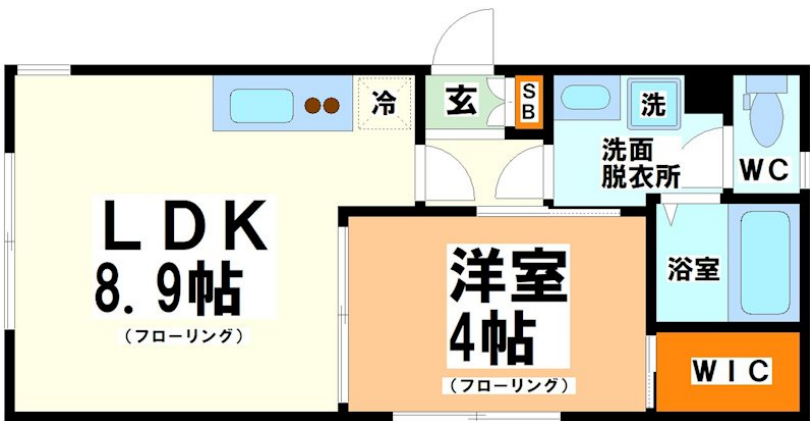 冷
玄
SB
洗
洗面
脱衣所
WC
LDK
8.9帖
(フローリング)
洋室
4帖
(フローリング)
浴室
WIC